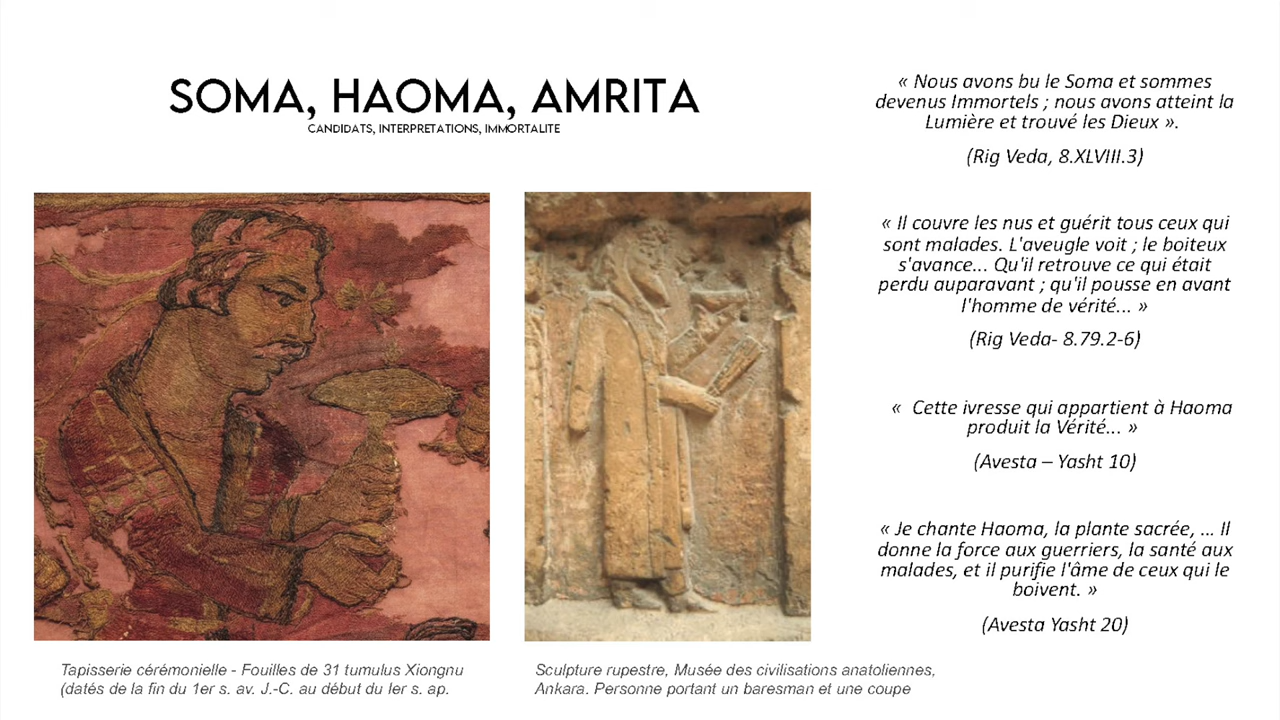 SOMA, HAOMA, AMRITA
CANDIDATS, INTERPRETATIONS, IMMORTALITE
« Nous avons bu le Soma et sommes
devenus Immortels ; nous avons atteint la
Lumière et trouvé les Dieux ».
(Rig Veda, 8.XLVIII.3)
« Il couvre les nus et guérit tous ceux qui
sont malades. L'aveugle voit ; le boiteux
s'avance... Qu'il retrouve ce qui était
perdu auparavant ; qu'il pousse en avant
l'homme de vérité... »
(Rig Veda- 8.79.2-6)
« Cette ivresse qui appartient à Haoma
produit la Vérité... »
(Avesta – Yasht 10)
« Je chante Haoma, la plante sacrée, ... Il
donne la force aux guerriers, la santé aux
malades, et il purifie l'âme de ceux qui le
boivent. »
(Avesta Yasht 20)
Tapisserie cérémonielle - Fouilles de 31 tumulus Xiongnu
(datés de la fin du 1er s. av. J.-C. au début du Ier s. ap.
Sculpture rupestre, Musée des civilisations anatoliennes,
Ankara. Personne portant un baresman et une coupe